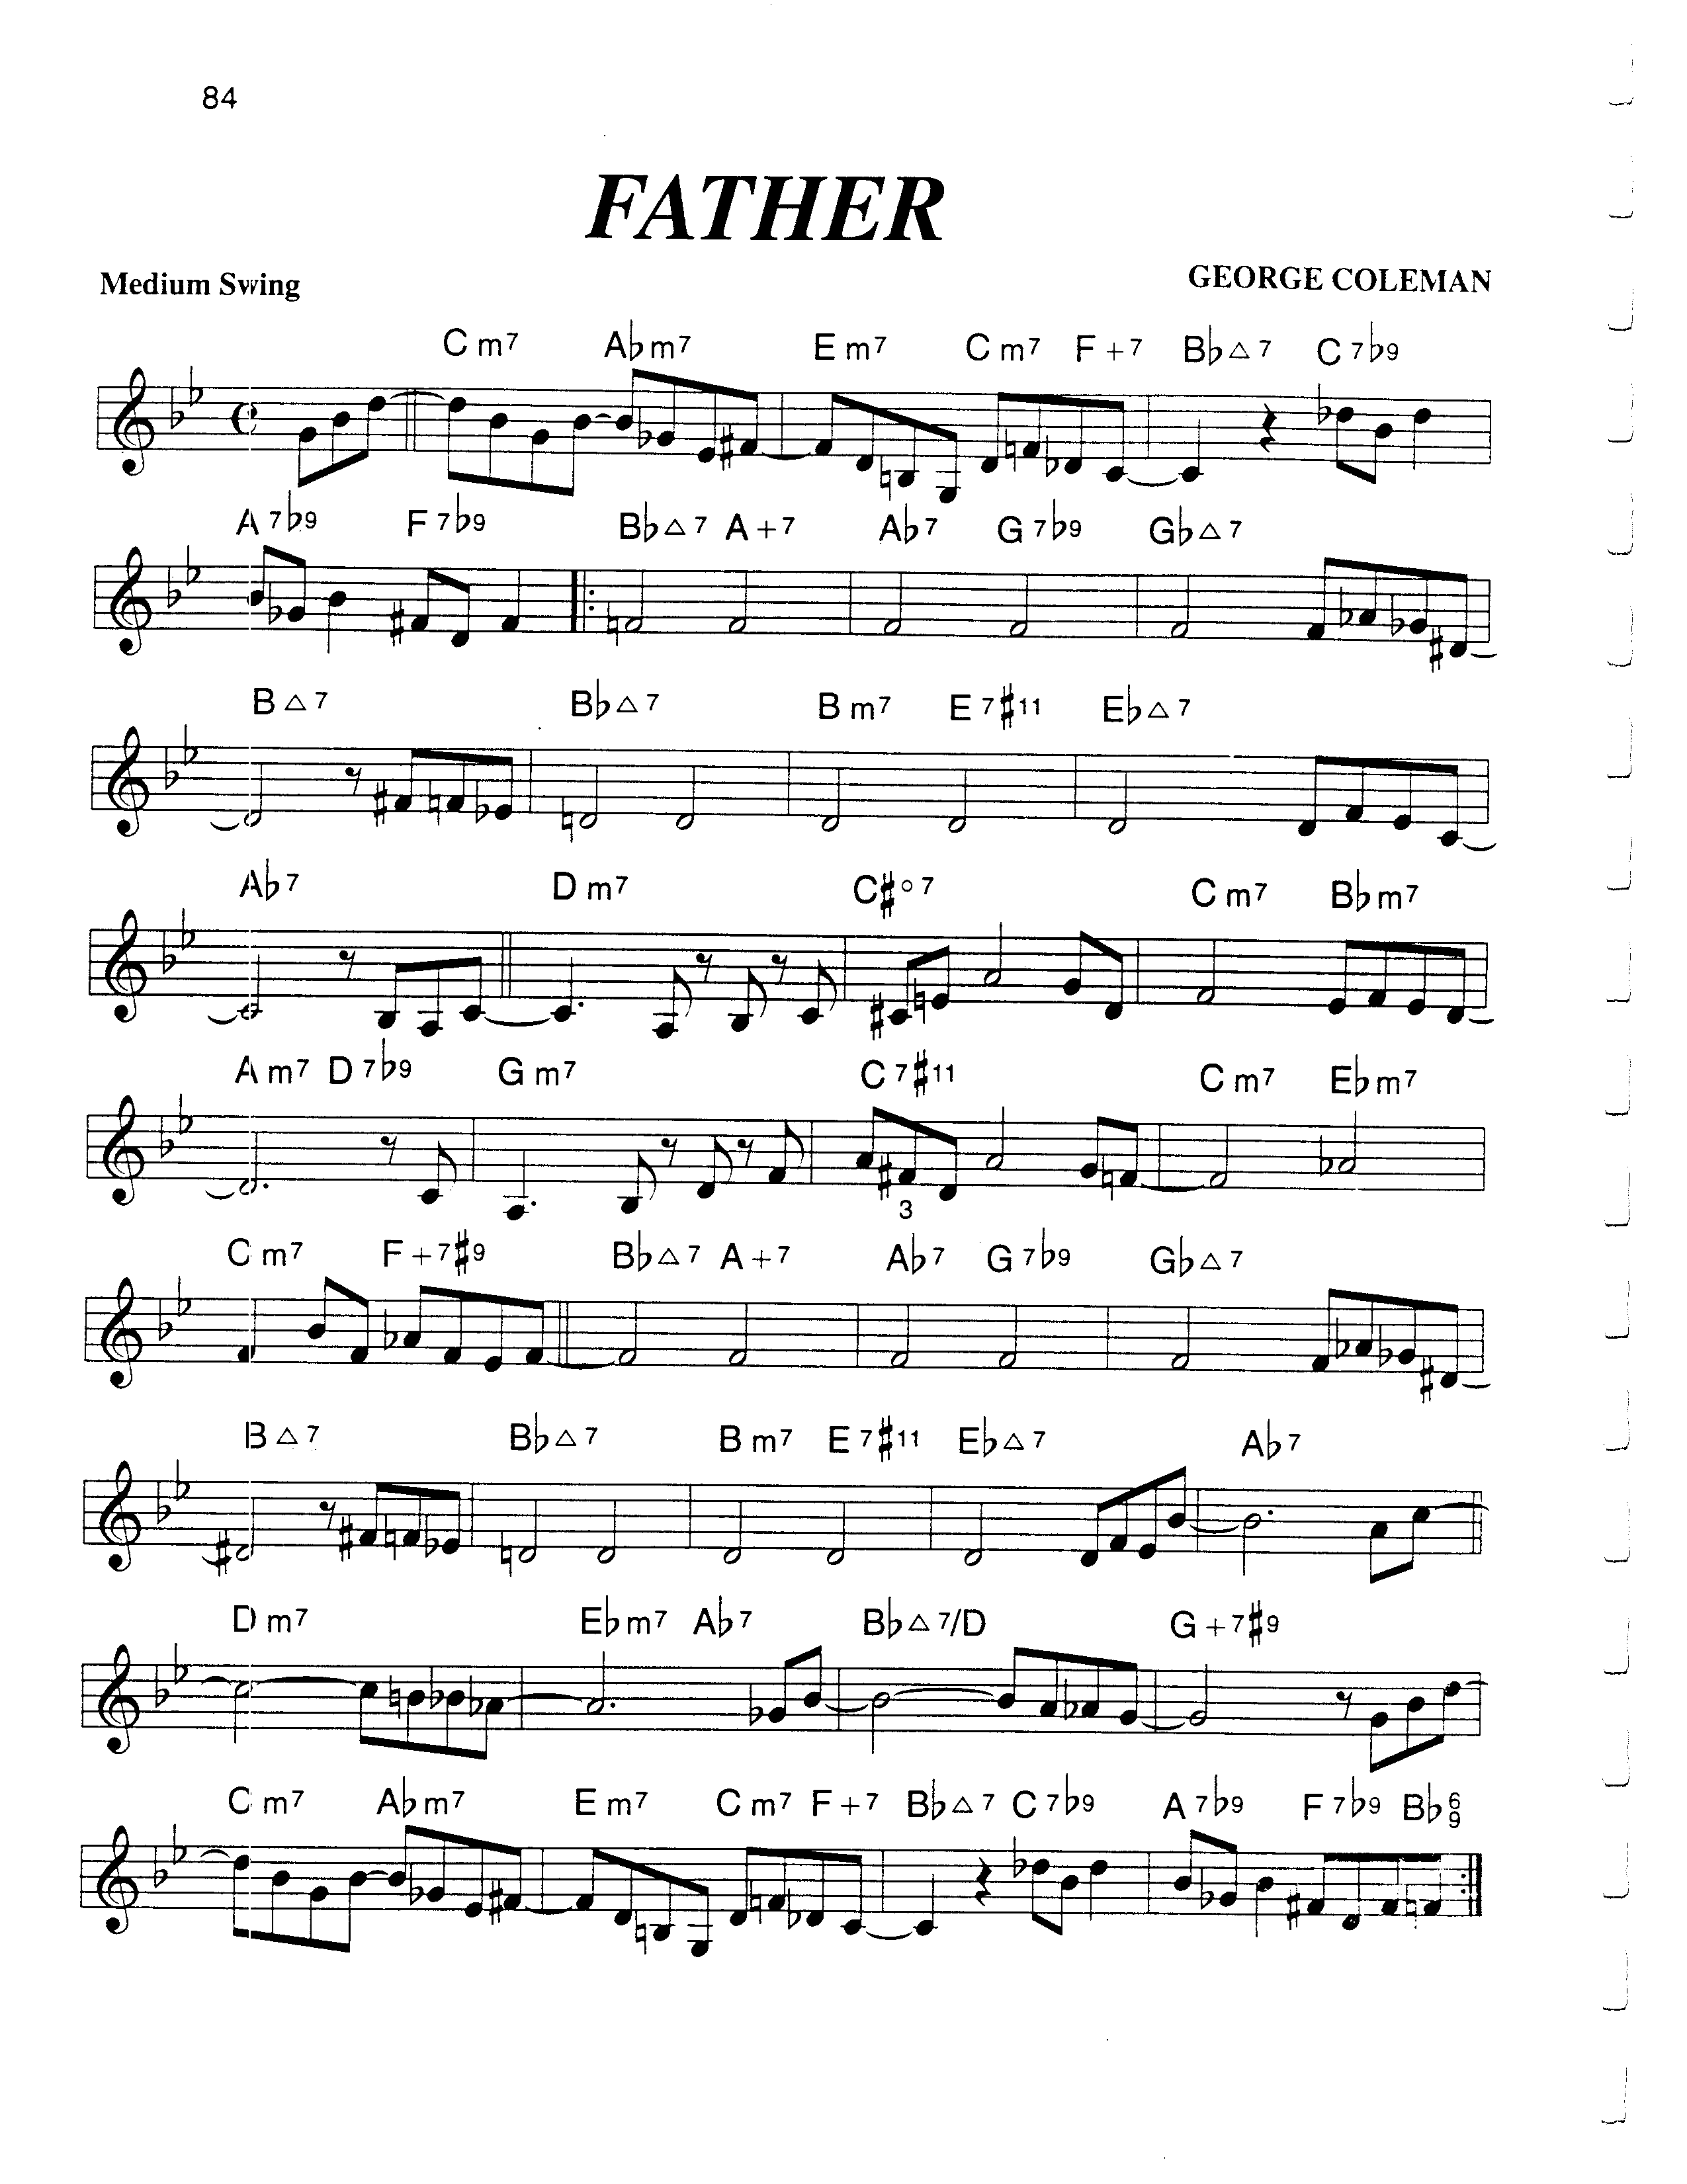 84
FATHER
Medium Swing
GEORGE COLEMAN
C m7 A♭m7 E m7 C m7 F +7 B♭△7 C 7♭9
A 7♭9 F 7♭9 B♭△7 A +7 A♭7 G 7♭9 G♭△7
B △7 B♭△7 B m7 E 7♯11 E♭△7
A♭7 D m7 C♯°7 C m7 B♭m7
A m7 D 7♭9 G m7 C 7♯11 C m7 E♭m7
3
C m7 F +7♯9 B♭△7 A +7 A♭7 G 7♭9 G♭△7
B △7 B♭△7 B m7 E 7♯11 E♭△7 A♭7
D m7 E♭m7 A♭7 B♭△7/D G +7♯9
C m7 A♭m7 E m7 C m7 F +7 B♭△7 C 7♭9 A 7♭9 F 7♭9 B♭6 9